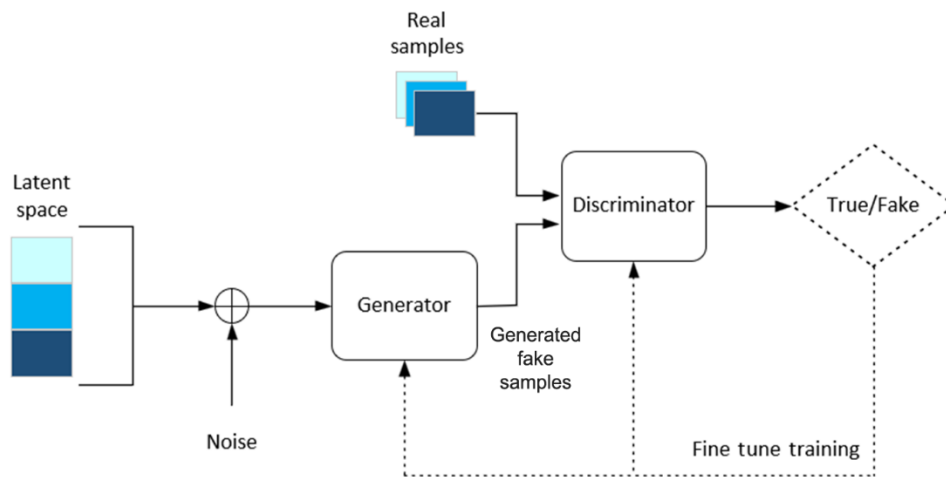 Real
samples
Latent
space
Discriminator
True/Fake
Generator
Generated
fake
samples
Noise
Fine tune training